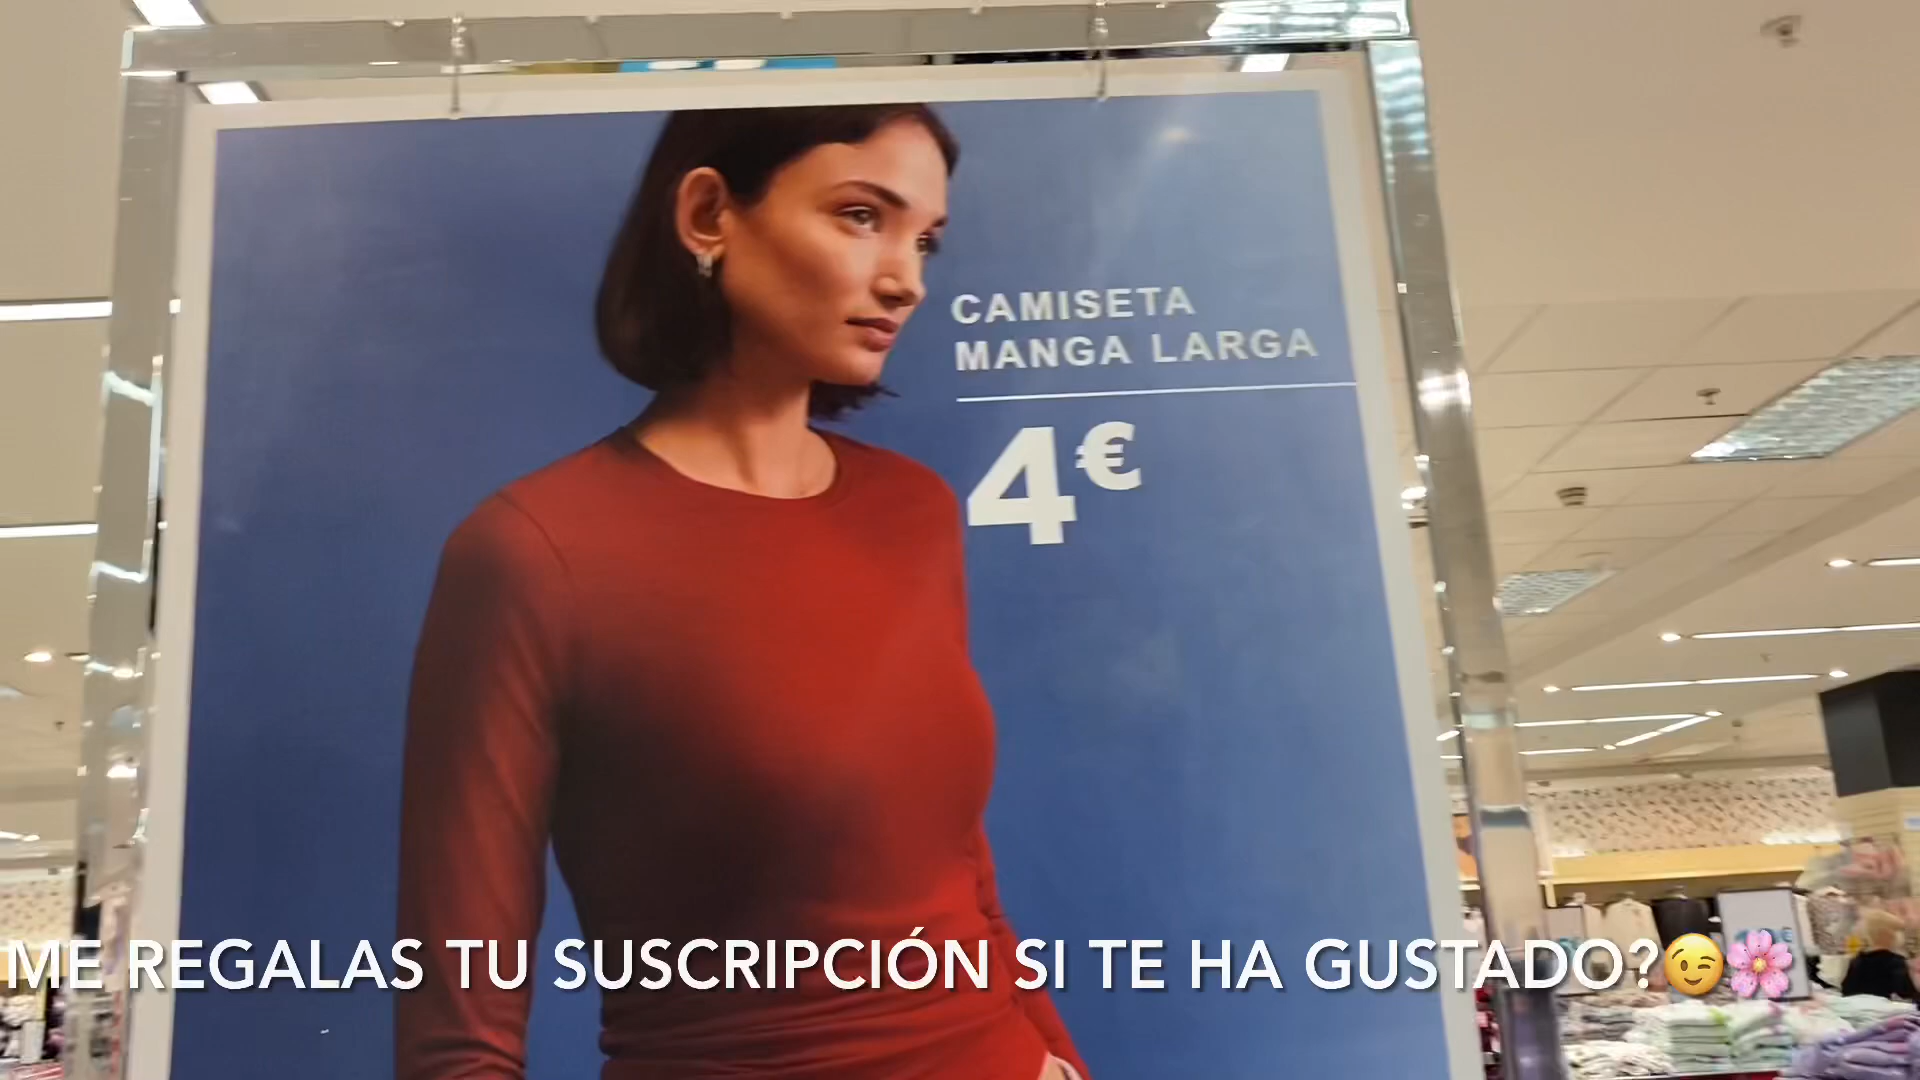 CAMISETA
MANGA LARGA
4€
ME REGALAS TU SUSCRIPCIÓN SI TE HA GUSTADO?😉🌸